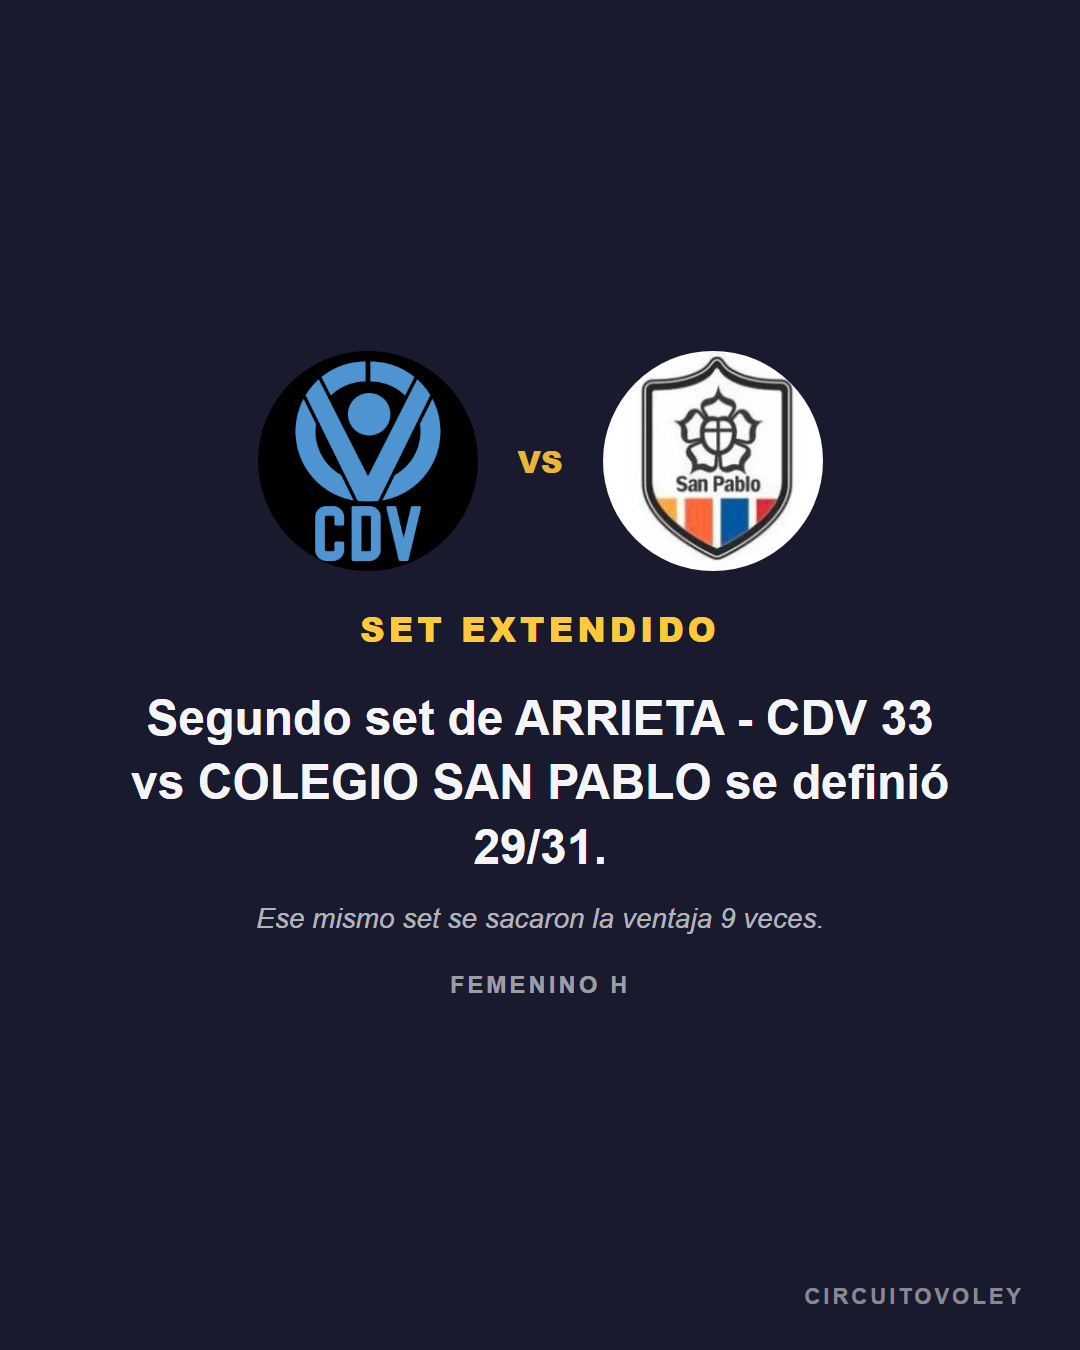 CDV
vs
San Pablo
SET EXTENDIDO
Segundo set de ARRIETA - CDV 33
vs COLEGIO SAN PABLO se definió
29/31.
Ese mismo set se sacaron la ventaja 9 veces.
FEMENINO H
CIRCUITOVOLEY